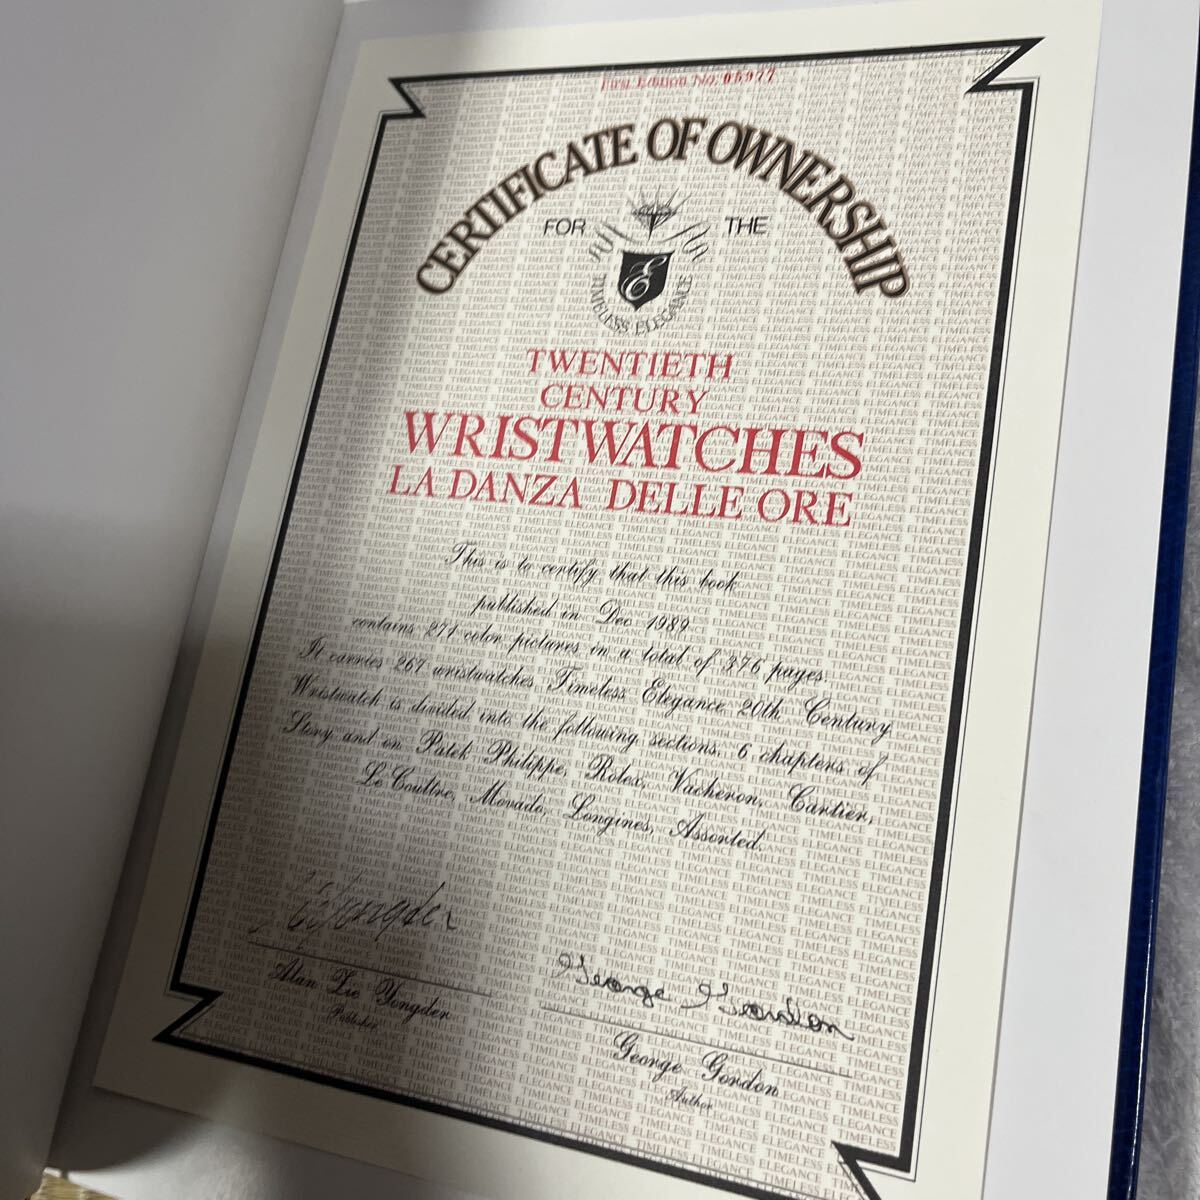 First Edition No. 05977
CERTIFICATE OF OWNERSHIP
FOR THE
E
TIMELESS ELEGANCE
TWENTIETH
CENTURY
WRISTWATCHES
LA DANZA DELLE ORE
This is to certify that this book
published in Dec 1989
contains 271 color pictures in a total of 376 pages.
It carries 267 wristwatches, Timeless Elegance 20th Century
Wristwatch is divided into the following sections, 6 chapters of
Story and on Patek Philippe, Rolex, Vacheron, Cartier,
Le Coultre, Movado, Longines, Assorted.
George Gordon
Alan Zie Yongder
Publisher
George Gordon
Author